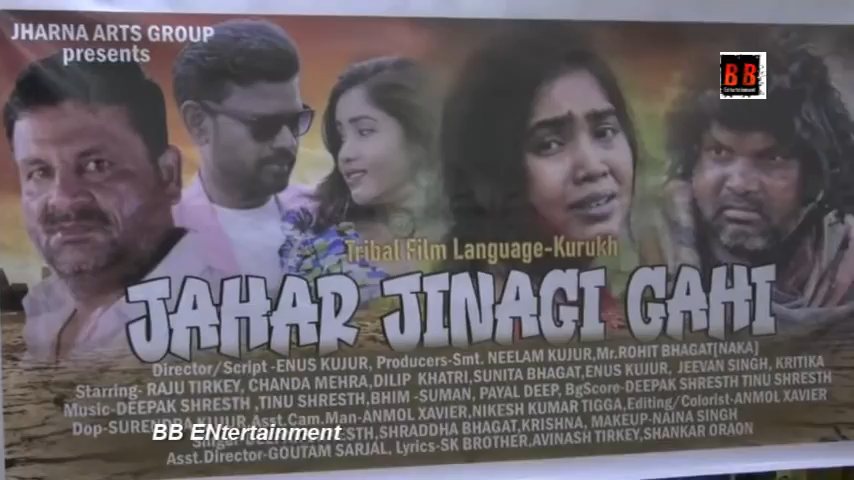 JHARNA ARTS GROUP
presents
BB
Entertainment
Tribal Film Language-Kurukh
JAHAR JINAGI GAHI
Director/Script -ENUS KUJUR, Producers-Smt. NEELAM KUJUR,Mr.ROHIT BHAGAT[NAKA]
Starring- RAJU TIRKEY, CHANDA MEHRA,DILIP KHATRI,SUNITA BHAGAT,ENUS KUJUR, JEEVAN SINGH, KRITIKA
Music-DEEPAK SHRESTH ,TINU SHRESTH,BHIM -SUMAN, PAYAL DEEP, BgScore-DEEPAK SHRESTH TINU SHRESTH
Dop-SURENDRA KUJUR Asst.Cam.Man-ANMOL XAVIER,NIKESH KUMAR TIGGA,Editing/Colorist-ANMOL XAVIER
SHRADDHA BHAGAT,KRISHNA, MAKEUP-NAINA SINGH
BB ENtertainment
Asst.Director-GOUTAM SARJAL, Lyrics-SK BROTHER,AVINASH TIRKEY,SHANKAR ORAON